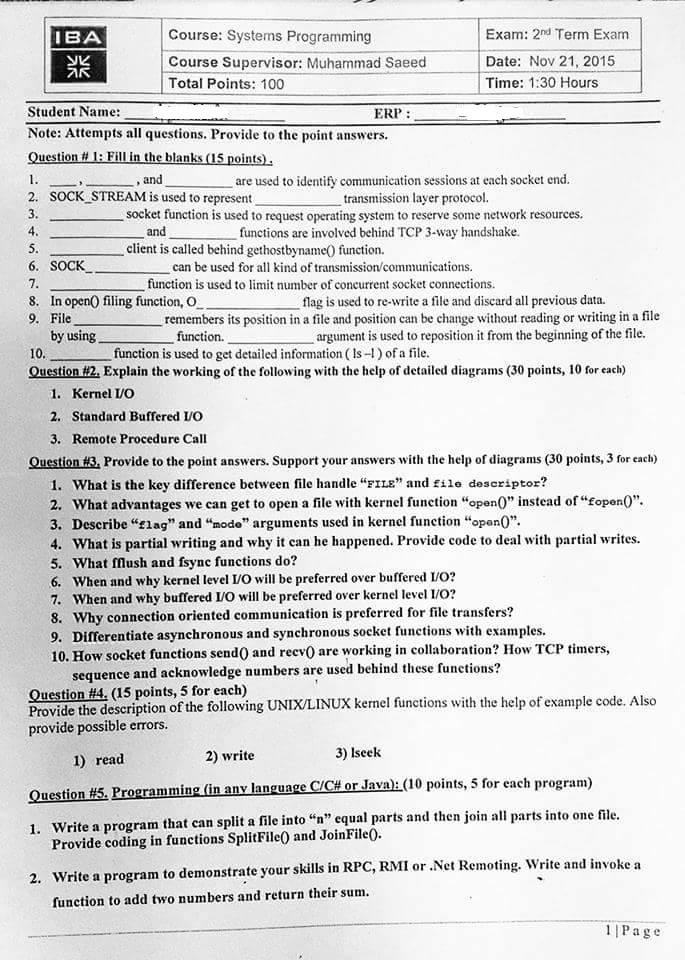 IBA
Course: Systems Programming
Exam: 2nd Term Exam
Course Supervisor: Muhammad Saeed
Date: Nov 21, 2015
Total Points: 100
Time: 1:30 Hours
Student Name: ____________ ERP : ____________
Note: Attempts all questions. Provide to the point answers.
Question # 1: Fill in the blanks (15 points) .
1. ____ , _______ , and __________ are used to identify communication sessions at each socket end.
2. SOCK_STREAM is used to represent _____________ transmission layer protocol.
3. ___________ socket function is used to request operating system to reserve some network resources.
4. ______________ and __________ functions are involved behind TCP 3-way handshake.
5. ___________ client is called behind gethostbyname() function.
6. SOCK_ ____________ can be used for all kind of transmission/communications.
7. ______________ function is used to limit number of concurrent socket connections.
8. In open() filing function, O_ ______________ flag is used to re-write a file and discard all previous data.
9. File _____________ remembers its position in a file and position can be change without reading or writing in a file
by using ___________ function. _____________ argument is used to reposition it from the beginning of the file.
10. _________ function is used to get detailed information ( ls –l ) of a file.
Question #2. Explain the working of the following with the help of detailed diagrams (30 points, 10 for each)
1. Kernel I/O
2. Standard Buffered I/O
3. Remote Procedure Call
Question #3. Provide to the point answers. Support your answers with the help of diagrams (30 points, 3 for each)
1. What is the key difference between file handle “FILE” and file descriptor?
2. What advantages we can get to open a file with kernel function “open()” instead of “fopen()”.
3. Describe “flag” and “mode” arguments used in kernel function “open()”.
4. What is partial writing and why it can he happened. Provide code to deal with partial writes.
5. What fflush and fsync functions do?
6. When and why kernel level I/O will be preferred over buffered I/O?
7. When and why buffered I/O will be preferred over kernel level I/O?
8. Why connection oriented communication is preferred for file transfers?
9. Differentiate asynchronous and synchronous socket functions with examples.
10. How socket functions send() and recv() are working in collaboration? How TCP timers,
sequence and acknowledge numbers are used behind these functions?
Question #4. (15 points, 5 for each)
Provide the description of the following UNIX/LINUX kernel functions with the help of example code. Also
provide possible errors.
1) read 2) write 3) lseek
Question #5. Programming (in any language C/C# or Java): (10 points, 5 for each program)
1. Write a program that can split a file into “n” equal parts and then join all parts into one file.
Provide coding in functions SplitFile() and JoinFile().
2. Write a program to demonstrate your skills in RPC, RMI or .Net Remoting. Write and invoke a
function to add two numbers and return their sum.
1 | Page